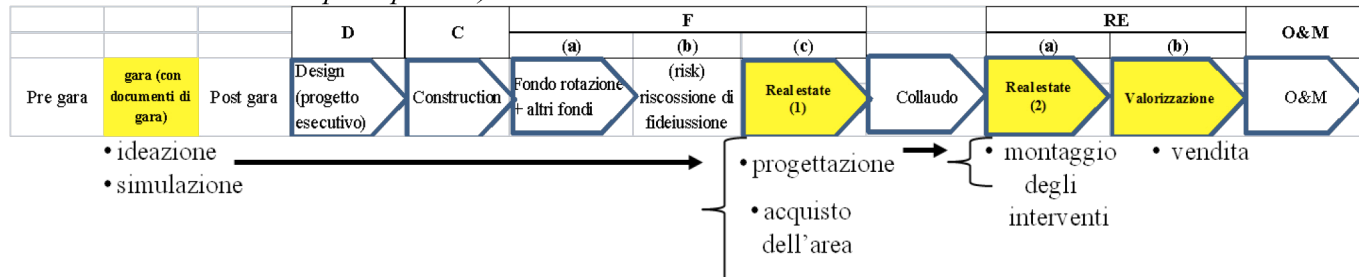 D
C
F
RE
O&M
(a)
(b)
(c)
(a)
(b)
Pre gara
gara (con
documenti di
gara)
Post gara
Design
(progetto
esecutivo)
Construction
Fondo rotazione
+ altri fondi
(risk)
riscossione di
fideiussione
Real estate
(1)
Collaudo
Real estate
(2)
Valorizzazione
O&M
• ideazione
• simulazione
• progettazione
• acquisto
dell’area
• montaggio
degli
interventi
• vendita